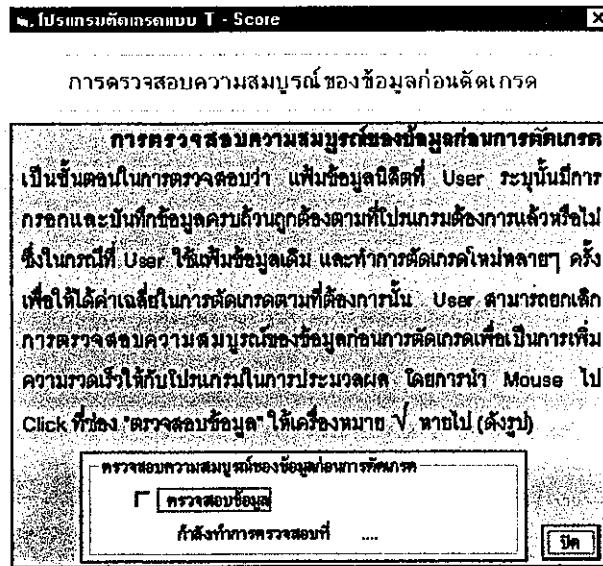 โปรแกรมตัดเกรดแบบ T - Score
การตรวจสอบความสมบูรณ์ของข้อมูลก่อนตัดเกรด
การตรวจสอบความสมบูรณ์ของข้อมูลก่อนการตัดเกรด
เป็นขั้นตอนในการตรวจสอบว่า แฟ้มข้อมูลนิสิตที่ User ระบุนั้นมีการ
กรอกและบันทึกข้อมูลครบถ้วนถูกต้องตามที่โปรแกรมต้องการแล้วหรือไม่
ซึ่งในกรณีที่ User ใช้แฟ้มข้อมูลเดิม และทำการตัดเกรดใหม่หลายๆ ครั้ง
เพื่อให้ได้ค่าเฉลี่ยในการตัดเกรดตามที่ต้องการนั้น User สามารถยกเลิก
การตรวจสอบความสมบูรณ์ของข้อมูลก่อนการตัดเกรดเพื่อเป็นการเพิ่ม
ความรวดเร็วให้กับโปรแกรมในการประมวลผล โดยการนำ Mouse ไป
Click ที่ช่อง "ตรวจสอบข้อมูล" ให้เครื่องหมาย √ หายไป (ดังรูป)
ตรวจสอบความสมบูรณ์ของข้อมูลก่อนการตัดเกรด
ตรวจสอบข้อมูล
กำลังทำการตรวจสอบที่ ....
ปิด